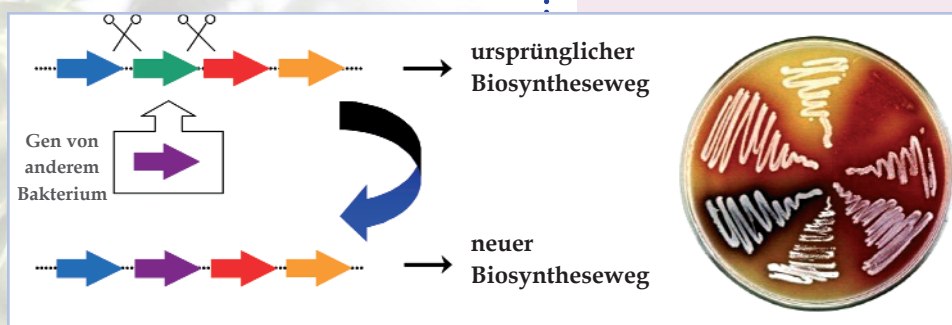 ursprünglicher
Biosyntheseweg
Gen von
anderem
Bakterium
neuer
Biosyntheseweg